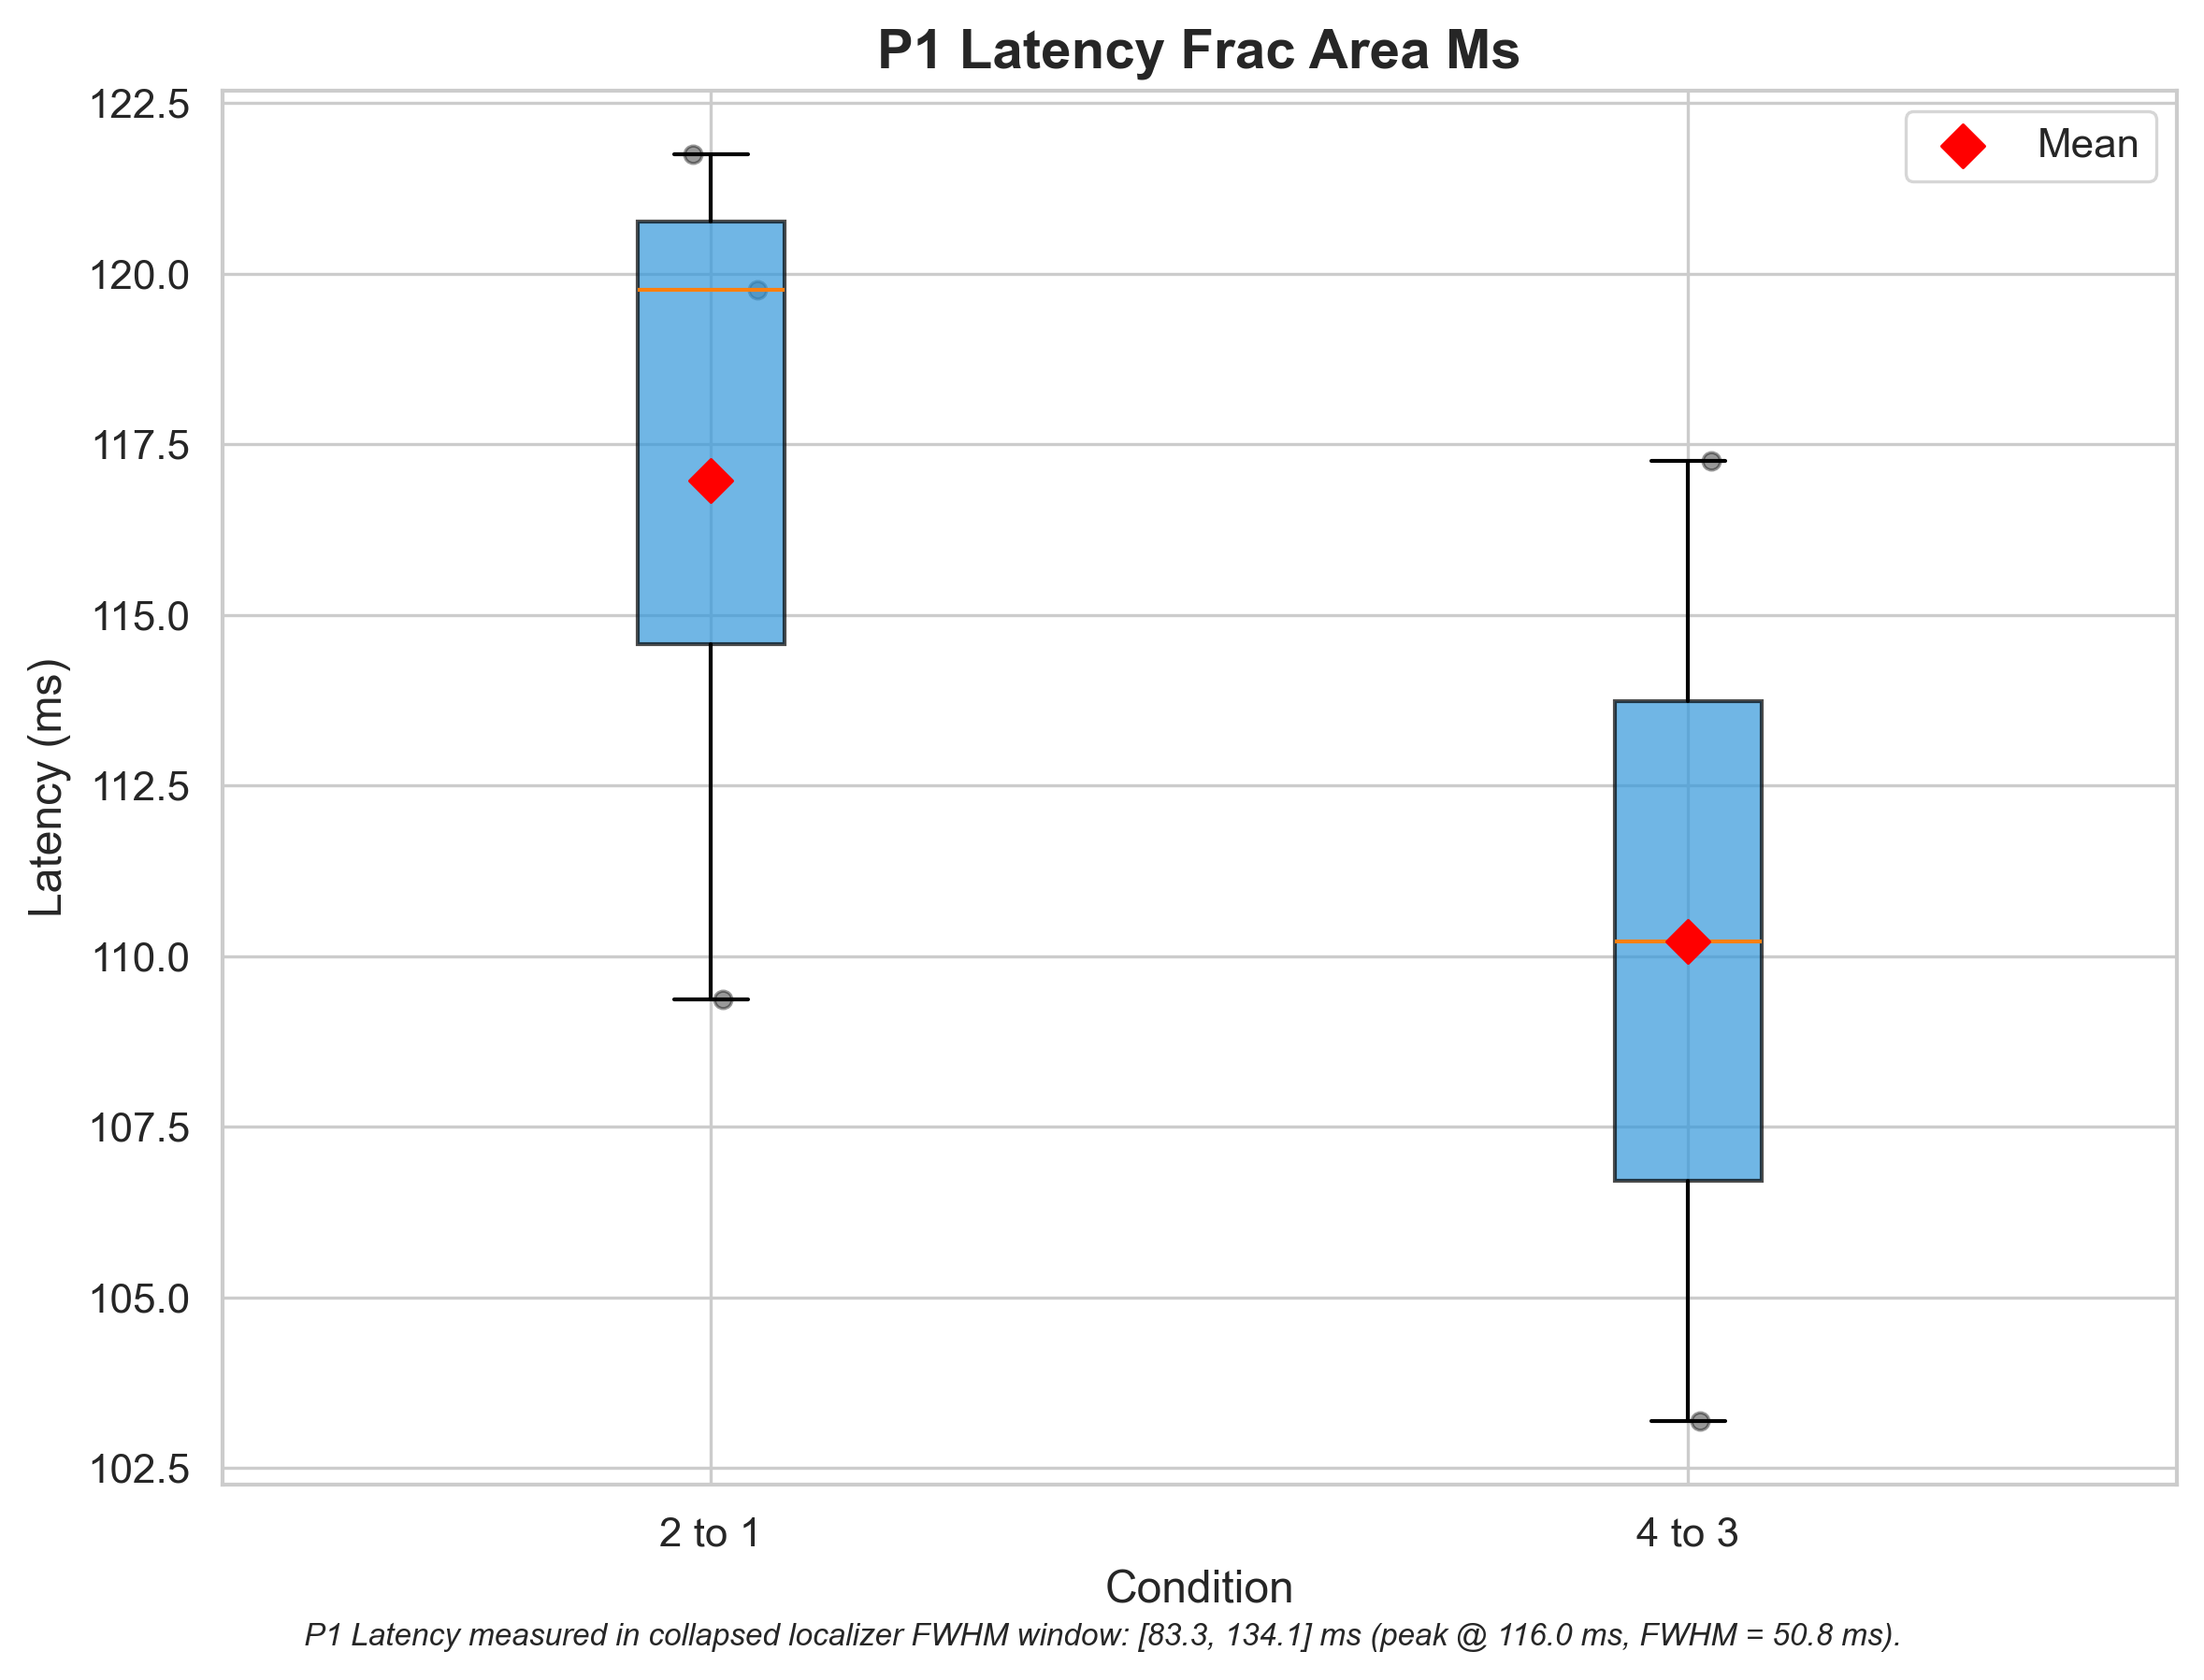 P1 Latency Frac Area Ms
Mean
122.5
120.0
117.5
115.0
112.5
110.0
107.5
105.0
102.5
Latency (ms)
2 to 1
4 to 3
Condition
P1 Latency measured in collapsed localizer FWHM window: [83.3, 134.1] ms (peak @ 116.0 ms, FWHM = 50.8 ms).